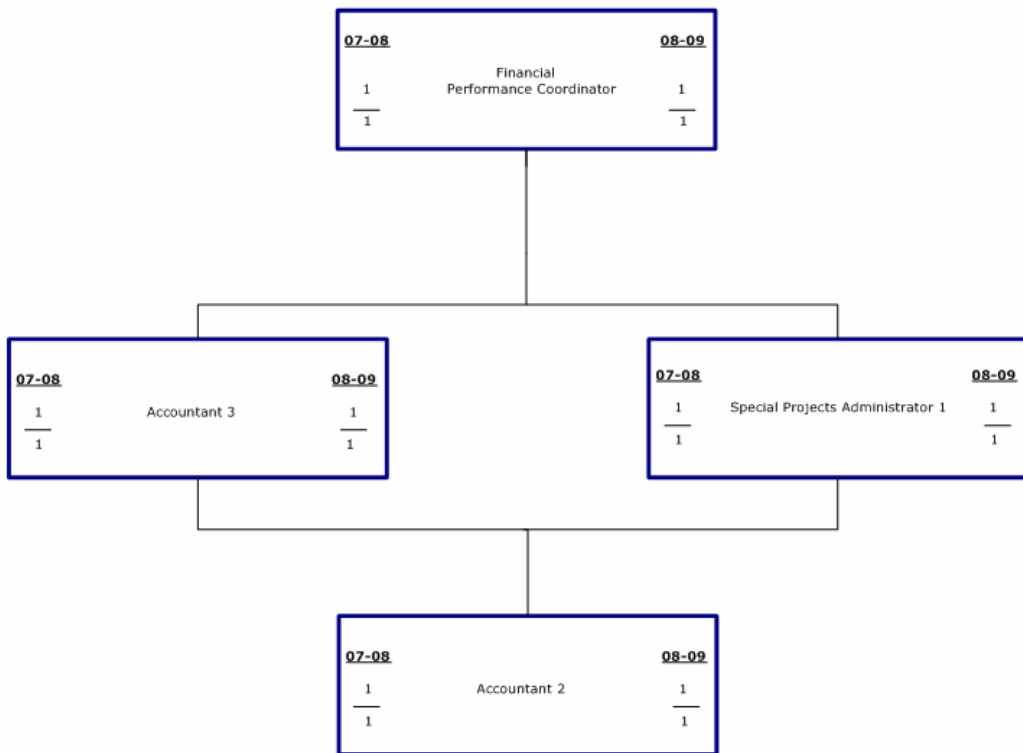 07-08 08-09
Financial
Performance Coordinator
1 1
1 1
07-08 08-09
Accountant 3
1 1
1 1
07-08 08-09
Special Projects Administrator 1
1 1
1 1
07-08 08-09
Accountant 2
1 1
1 1